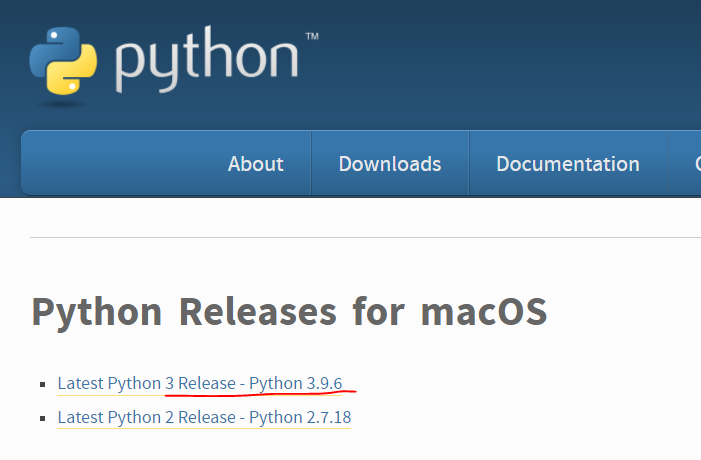 python™
About Downloads Documentation
Python Releases for macOS
Latest Python 3 Release - Python 3.9.6
Latest Python 2 Release - Python 2.7.18